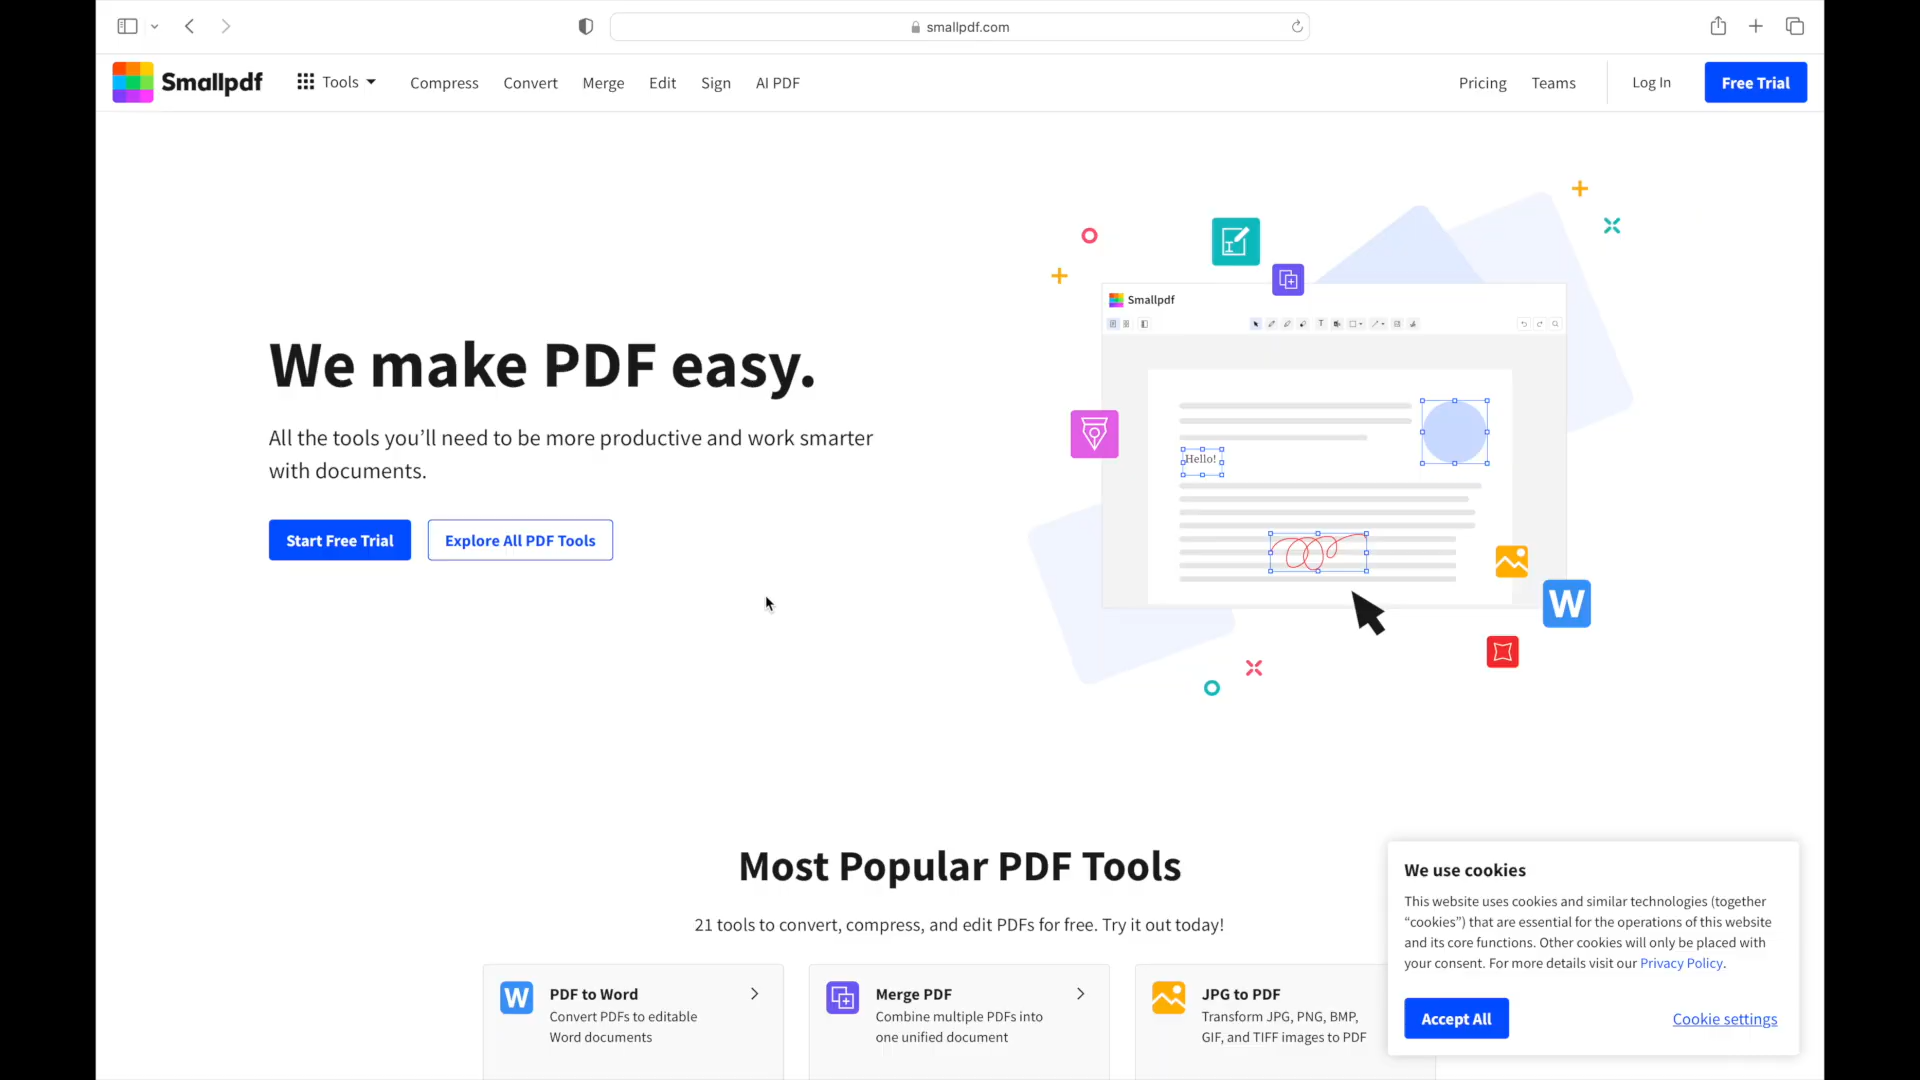 smallpdf.com
Smallpdf
Tools
Compress
Convert
Merge
Edit
Sign
AI PDF
Pricing
Teams
Log In
Free Trial
Smallpdf
T
Hello!
W
We make PDF easy.
All the tools you’ll need to be more productive and work smarter
with documents.
Start Free Trial
Explore All PDF Tools
Most Popular PDF Tools
21 tools to convert, compress, and edit PDFs for free. Try it out today!
W
PDF to Word
Convert PDFs to editable
Word documents
Merge PDF
Combine multiple PDFs into
one unified document
JPG to PDF
Transform JPG, PNG, BMP,
GIF, and TIFF images to PDF
We use cookies
This website uses cookies and similar technologies (together
“cookies”) that are essential for the operations of this website
and its core functions. Other cookies will only be placed with
your consent. For more details visit our Privacy Policy.
Accept All
Cookie settings